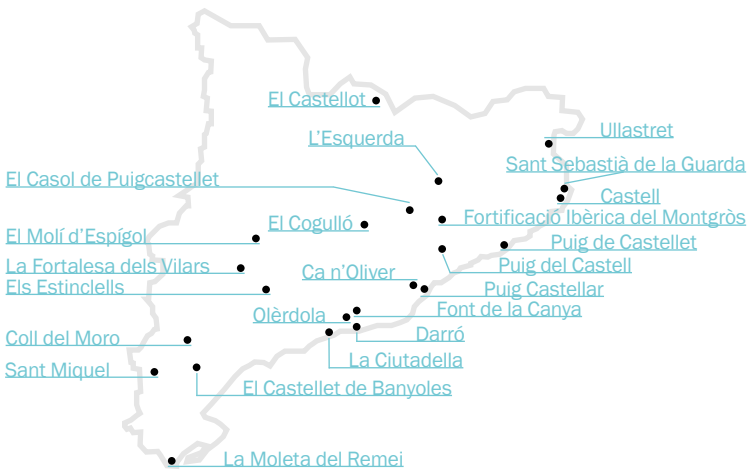 El Castellot
Ullastret
L'Esquerda
Sant Sebastià de la Guarda
El Casol de Puigcastellet
Castell
El Cogulló
Fortificació Ibèrica del Montgròs
El Molí d'Espígol
Puig de Castellet
La Fortalesa dels Vilars
Puig del Castell
Ca n'Oliver
Els Estinclells
Puig Castellar
Font de la Canya
Olèrdola
Darró
Coll del Moro
La Ciutadella
Sant Miquel
El Castellet de Banyoles
La Moleta del Remei